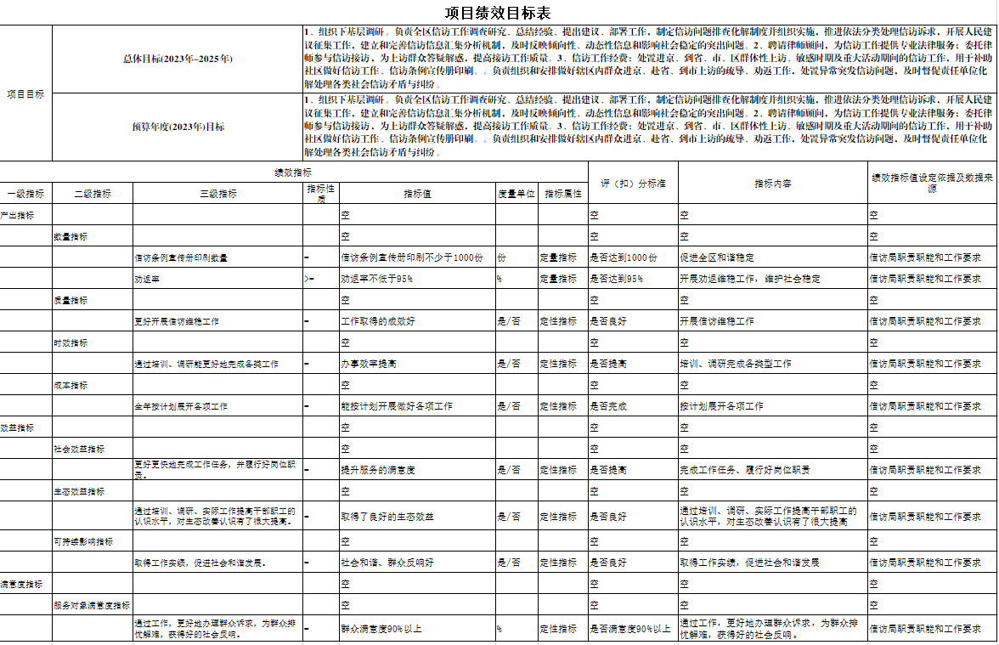 项目绩效目标表
项目目标
总体目标(2023年–2025年)
1、组织下基层调研。负责全区信访工作调查研究、总结经验、提出建议、部署工作，制定信访问题排查化解制度并组织实施，推进依法分类处理信访诉求，开展人民建
议征集工作，建立和完善信访信息汇集分析机制，及时反映倾向性、动态性信息和影响社会稳定的突出问题。2、聘请律师顾问，为信访工作提供专业法律服务；委托律
师参与信访接访，为上访群众答疑解惑，提高接访工作质量。3、信访工作经费：处置进京、到省、市、区群体性上访、敏感时期及重大活动期间的信访工作，用于补助
社区做好信访工作、信访条例宣传册印刷。。负责组织和安排做好辖区内群众进京、赴省、到市上访的疏导、劝返工作，处置异常突发信访问题，及时督促责任单位化
解处理各类社会信访矛盾与纠纷。
预算年度(2023年)目标
1、组织下基层调研。负责全区信访工作调查研究、总结经验、提出建议、部署工作，制定信访问题排查化解制度并组织实施，推进依法分类处理信访诉求，开展人民建
议征集工作，建立和完善信访信息汇集分析机制，及时反映倾向性、动态性信息和影响社会稳定的突出问题。2、聘请律师顾问，为信访工作提供专业法律服务；委托律
师参与信访接访，为上访群众答疑解惑，提高接访工作质量。3、信访工作经费：处置进京、到省、市、区群体性上访、敏感时期及重大活动期间的信访工作，用于补助
社区做好信访工作、信访条例宣传册印刷。。负责组织和安排做好辖区内群众进京、赴省、到市上访的疏导、劝返工作，处置异常突发信访问题，及时督促责任单位化
解处理各类社会信访矛盾与纠纷。
绩效指标 评（扣）分标准 指标内容 绩效指标值设定依据及数据来
源
一级指标 二级指标 三级指标 指标性
质 指标值 度量单位 指标属性
产出指标 空 空 空 空
数量指标 空 空 空 空
信访条例宣传册印刷数量 = 信访条例宣传册印刷不少于1000份 份 定量指标 是否达到1000份 促进全区和谐稳定 信访局职责职能和工作要求
劝返率 >= 劝返率不低于95% % 定量指标 是否达到95% 开展劝返维稳工作，维护社会稳定 信访局职责职能和工作要求
质量指标 空 空 空 空
更好开展信访维稳工作 = 工作取得的成效好 是/否 定性指标 是否良好 开展信访维稳工作 信访局职责职能和工作要求
时效指标 空 空 空 空
通过培训、调研能更好地完成各类工作 = 办事效率提高 是/否 定性指标 是否提高 培训、调研完成各类型工作 信访局职责职能和工作要求
成本指标 空 空 空 空
全年按计划展开各项工作 = 能按计划开展做好各项工作 是/否 定性指标 是否完成 按计划展开各项工作 信访局职责职能和工作要求
效益指标 空 空 空 空
社会效益指标 空 空 空 空
更好更快地完成工作任务，并履行好岗位职
责。 = 提升服务的满意度 是/否 定性指标 是否提高 完成工作任务、履行好岗位职责 信访局职责职能和工作要求
生态效益指标 空 空 空 空
通过培训、调研、实际工作提高干部职工的
认识水平，对生态改善认识有了很大提高。 = 取得了良好的生态效益 是/否 定性指标 是否良好 通过培训、调研、实际工作提高干部职工的
认识水平，对生态改善认识有了很大提高 信访局职责职能和工作要求
可持续影响指标 空 空 空 空
取得工作实绩，促进社会和谐发展。 = 社会和谐、群众反响好 是/否 定性指标 是否良好 取得工作实绩，促进社会和谐发展 信访局职责职能和工作要求
满意度指标 空 空 空 空
服务对象满意度指标 空 空 空 空
通过工作，更好地办理群众诉求，为群众排
忧解难，获得好的社会反响。 = 群众满意度90%以上 % 定性指标 是否满意度90%以上 通过工作，更好地办理群众诉求，为群众排
忧解难，获得好的社会反响。 信访局职责职能和工作要求